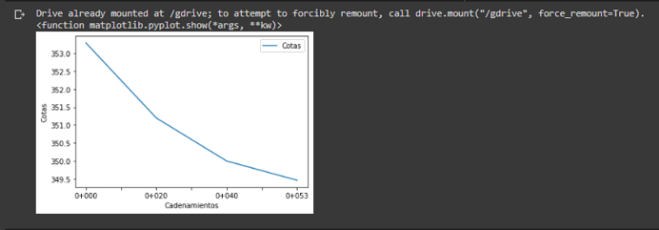 Drive already mounted at /gdrive; to attempt to forcibly remount, call drive.mount("/gdrive", force_remount=True).
<function matplotlib.pyplot.show(*args, **kw)>
Cotas
353.0
352.5
352.0
351.5
351.0
350.5
350.0
349.5
Cotas
0+000
0+020
0+040
0+053
Cadenamientos